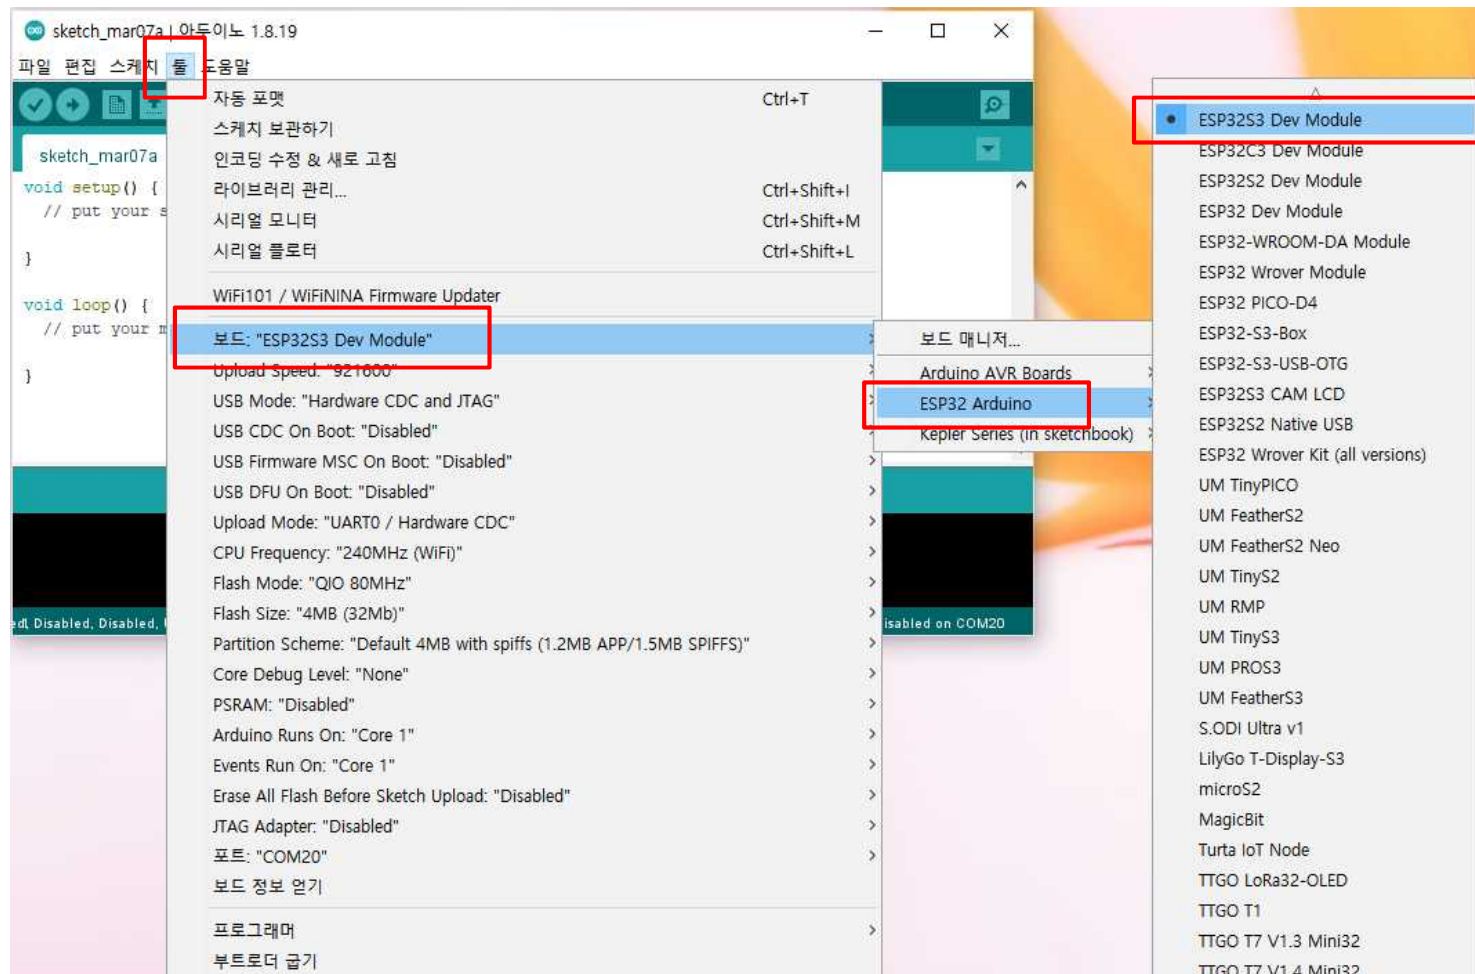 sketch_mar07a | 아두이노 1.8.19
파일 편집 스케치 툴 도움말
sketch_mar07a
void setup() {
// put your s
}
void loop() {
// put your m
}
자동 포맷 Ctrl+T
스케치 보관하기
인코딩 수정 & 새로 고침
라이브러리 관리... Ctrl+Shift+I
시리얼 모니터 Ctrl+Shift+M
시리얼 플로터 Ctrl+Shift+L
WiFi101 / WiFiNINA Firmware Updater
보드: "ESP32S3 Dev Module"
Upload Speed: "921600"
USB Mode: "Hardware CDC and JTAG"
USB CDC On Boot: "Disabled"
USB Firmware MSC On Boot: "Disabled"
USB DFU On Boot: "Disabled"
Upload Mode: "UART0 / Hardware CDC"
CPU Frequency: "240MHz (WiFi)"
Flash Mode: "QIO 80MHz"
Flash Size: "4MB (32Mb)"
Partition Scheme: "Default 4MB with spiffs (1.2MB APP/1.5MB SPIFFS)"
Core Debug Level: "None"
PSRAM: "Disabled"
Arduino Runs On: "Core 1"
Events Run On: "Core 1"
Erase All Flash Before Sketch Upload: "Disabled"
JTAG Adapter: "Disabled"
포트: "COM20"
보드 정보 얻기
프로그래머
부트로더 굽기
보드 매니저...
Arduino AVR Boards
ESP32 Arduino
Kepler Series (in sketchbook)
ESP32S3 Dev Module
ESP32C3 Dev Module
ESP32S2 Dev Module
ESP32 Dev Module
ESP32-WROOM-DA Module
ESP32 Wrover Module
ESP32 PICO-D4
ESP32-S3-Box
ESP32-S3-USB-OTG
ESP32S3 CAM LCD
ESP32S2 Native USB
ESP32 Wrover Kit (all versions)
UM TinyPICO
UM FeatherS2
UM FeatherS2 Neo
UM TinyS2
UM RMP
UM TinyS3
UM PROS3
UM FeatherS3
S.ODI Ultra v1
LilyGo T-Display-S3
microS2
MagicBit
Turta IoT Node
TTGO LoRa32-OLED
TTGO T1
TTGO T7 V1.3 Mini32
TTGO T7 V1.4 Mini32
ed, Disabled, Disabled, isabled on COM20